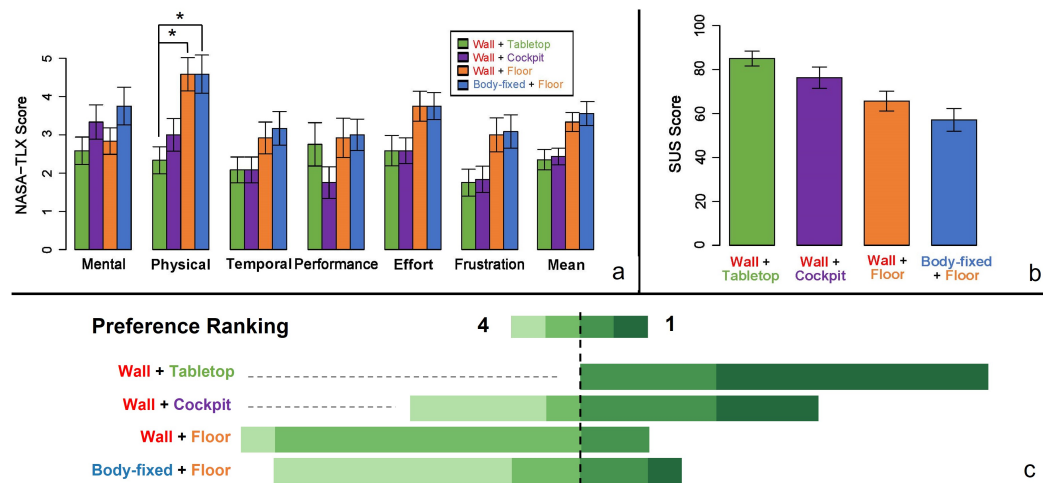 NASA−TLX Score
0
1
2
3
4
5
*
*
Wall + Tabletop
Wall + Cockpit
Wall + Floor
Body-fixed + Floor
Mental
Physical
Temporal
Performance
Effort
Frustration
Mean
a
SUS Score
0
20
40
60
80
100
Wall +
Tabletop
Wall +
Cockpit
Wall +
Floor
Body-fixed
+ Floor
b
Preference Ranking
4
1
Wall + Tabletop
Wall + Cockpit
Wall + Floor
Body-fixed + Floor
c